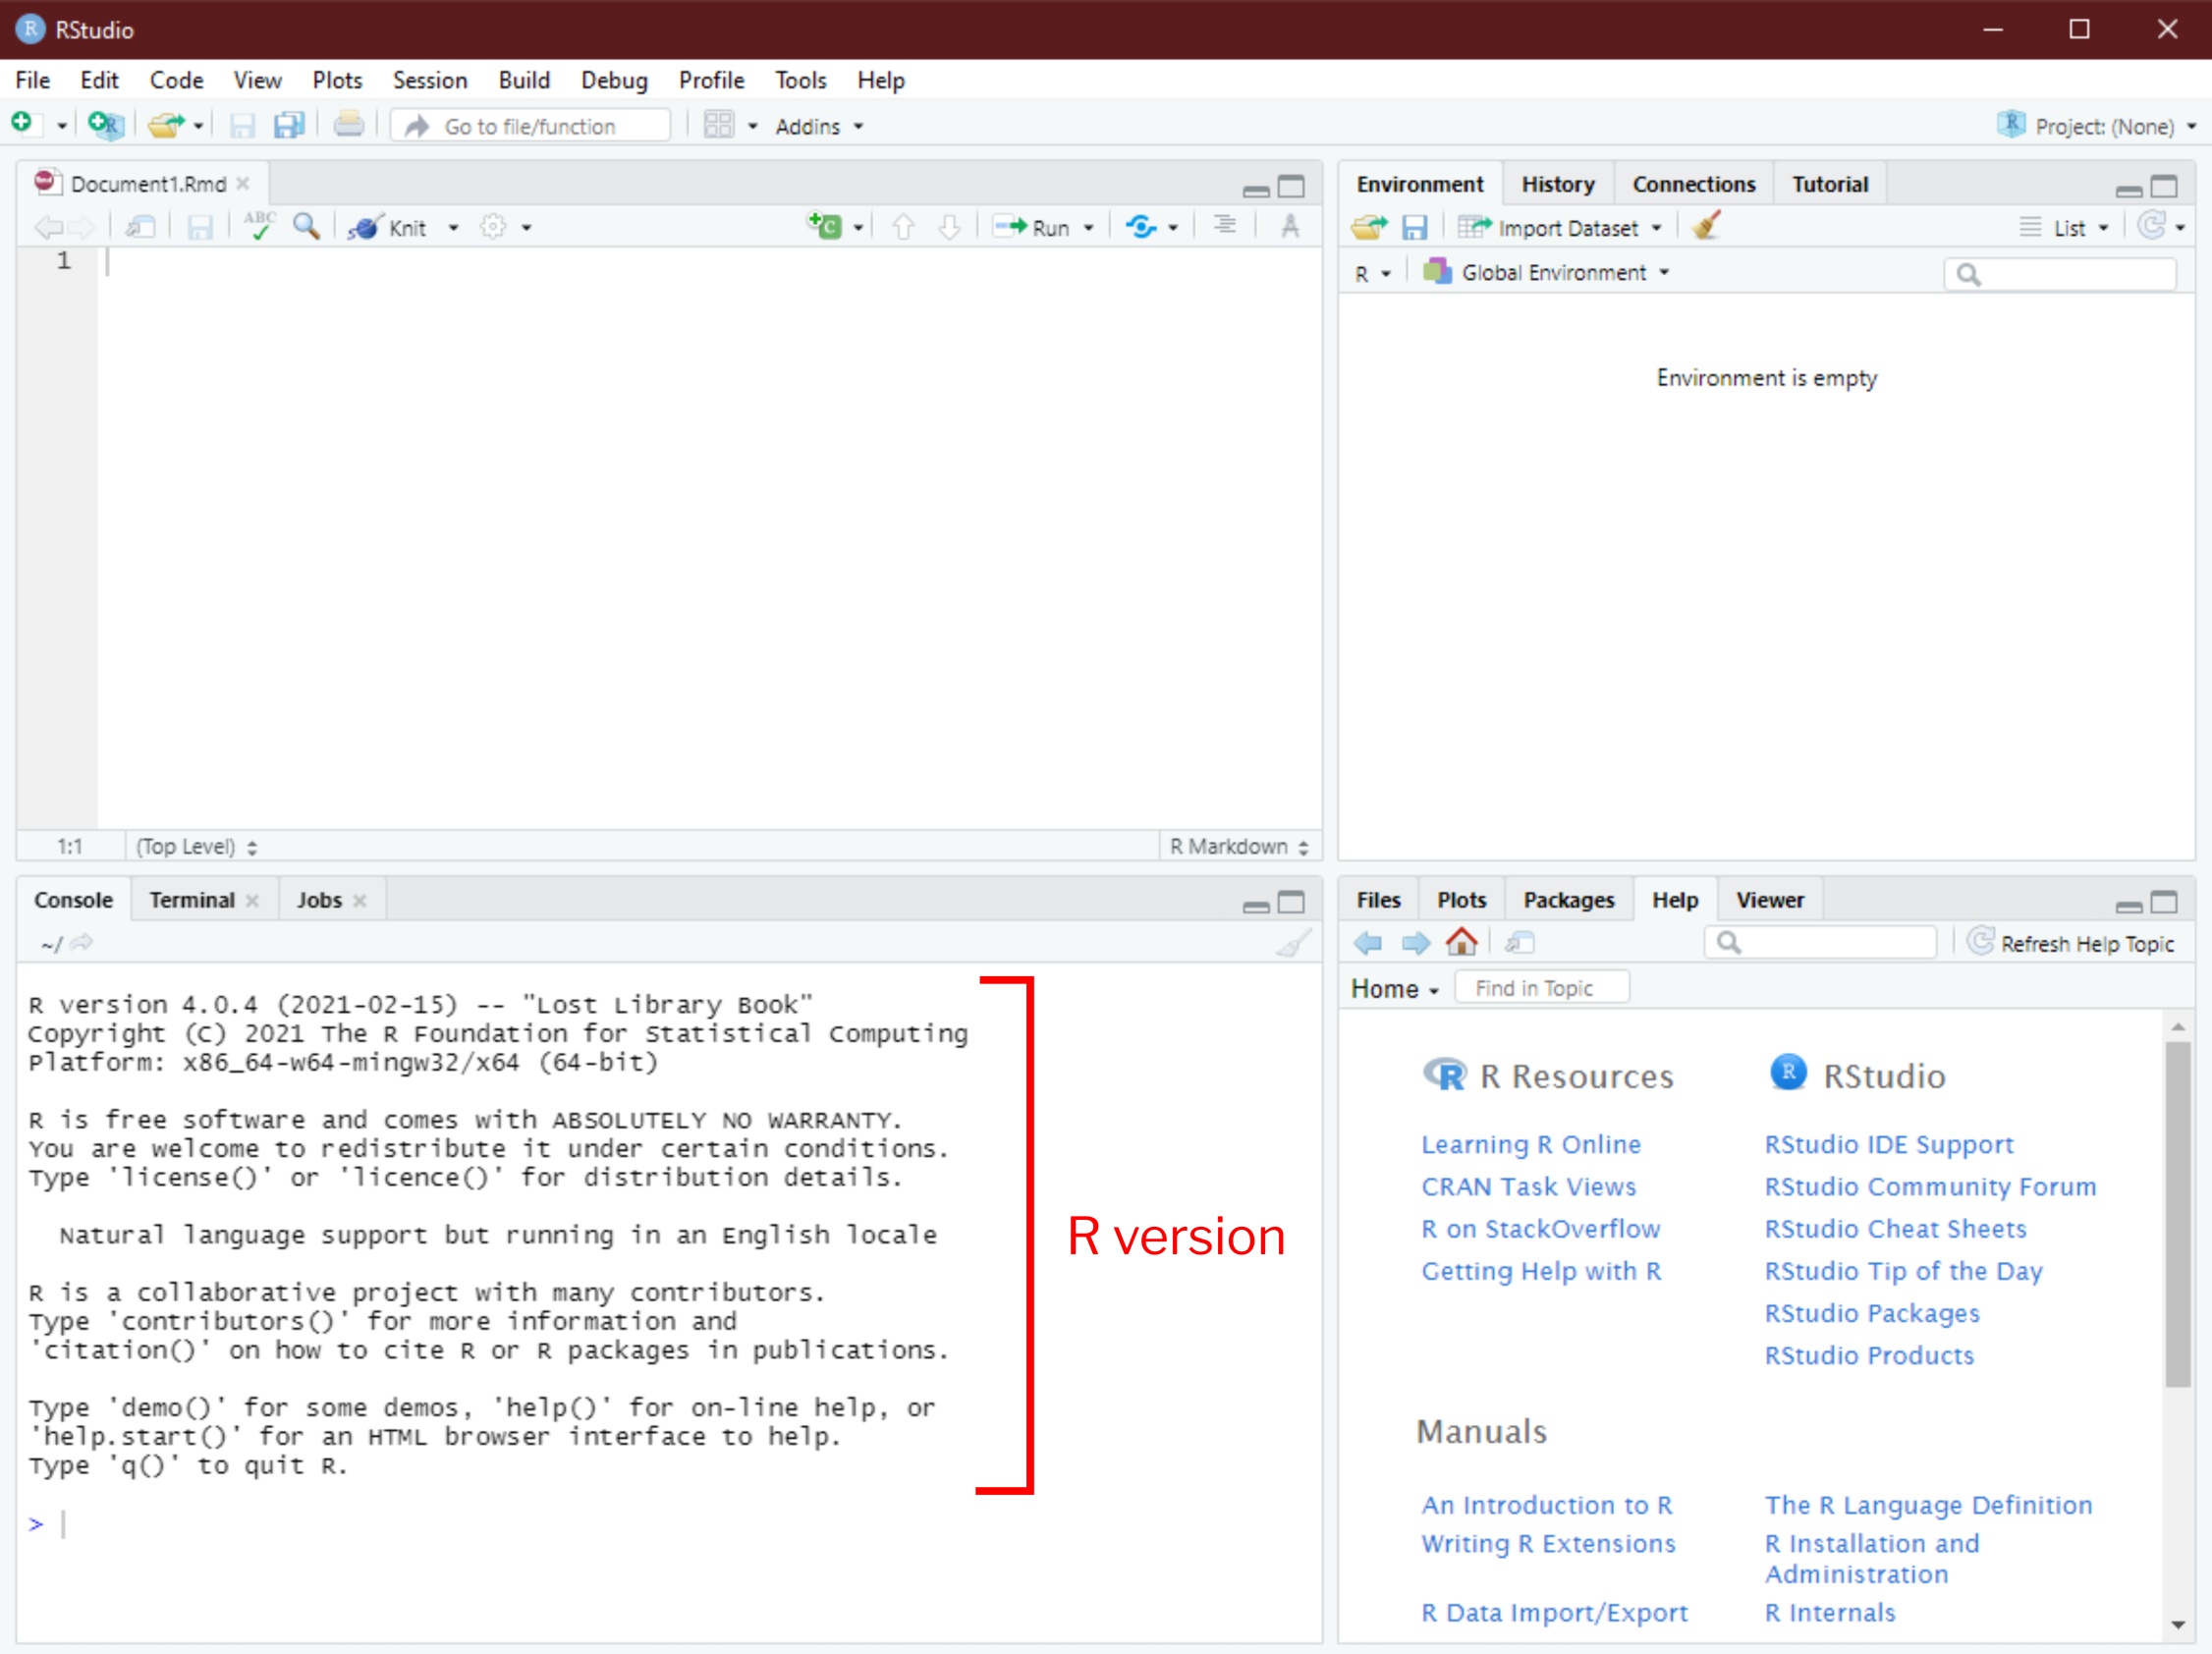 RStudio
File Edit Code View Plots Session Build Debug Profile Tools Help
Go to file/function Addins Project: (None)
Document1.Rmd
ABC Knit Run
1
1:1 (Top Level) R Markdown
Environment History Connections Tutorial
Import Dataset List
R Global Environment
Environment is empty
Console Terminal Jobs
~/
R version 4.0.4 (2021-02-15) -- "Lost Library Book"
Copyright (C) 2021 The R Foundation for Statistical Computing
Platform: x86_64-w64-mingw32/x64 (64-bit)
R is free software and comes with ABSOLUTELY NO WARRANTY.
You are welcome to redistribute it under certain conditions.
Type 'license()' or 'licence()' for distribution details.
Natural language support but running in an English locale
R is a collaborative project with many contributors.
Type 'contributors()' for more information and
'citation()' on how to cite R or R packages in publications.
Type 'demo()' for some demos, 'help()' for on-line help, or
'help.start()' for an HTML browser interface to help.
Type 'q()' to quit R.
>
R version
Files Plots Packages Help Viewer
Refresh Help Topic
Home Find in Topic
R Resources
Learning R Online
CRAN Task Views
R on StackOverflow
Getting Help with R
RStudio
RStudio IDE Support
RStudio Community Forum
RStudio Cheat Sheets
RStudio Tip of the Day
RStudio Packages
RStudio Products
Manuals
An Introduction to R
Writing R Extensions
R Data Import/Export
The R Language Definition
R Installation and
Administration
R Internals